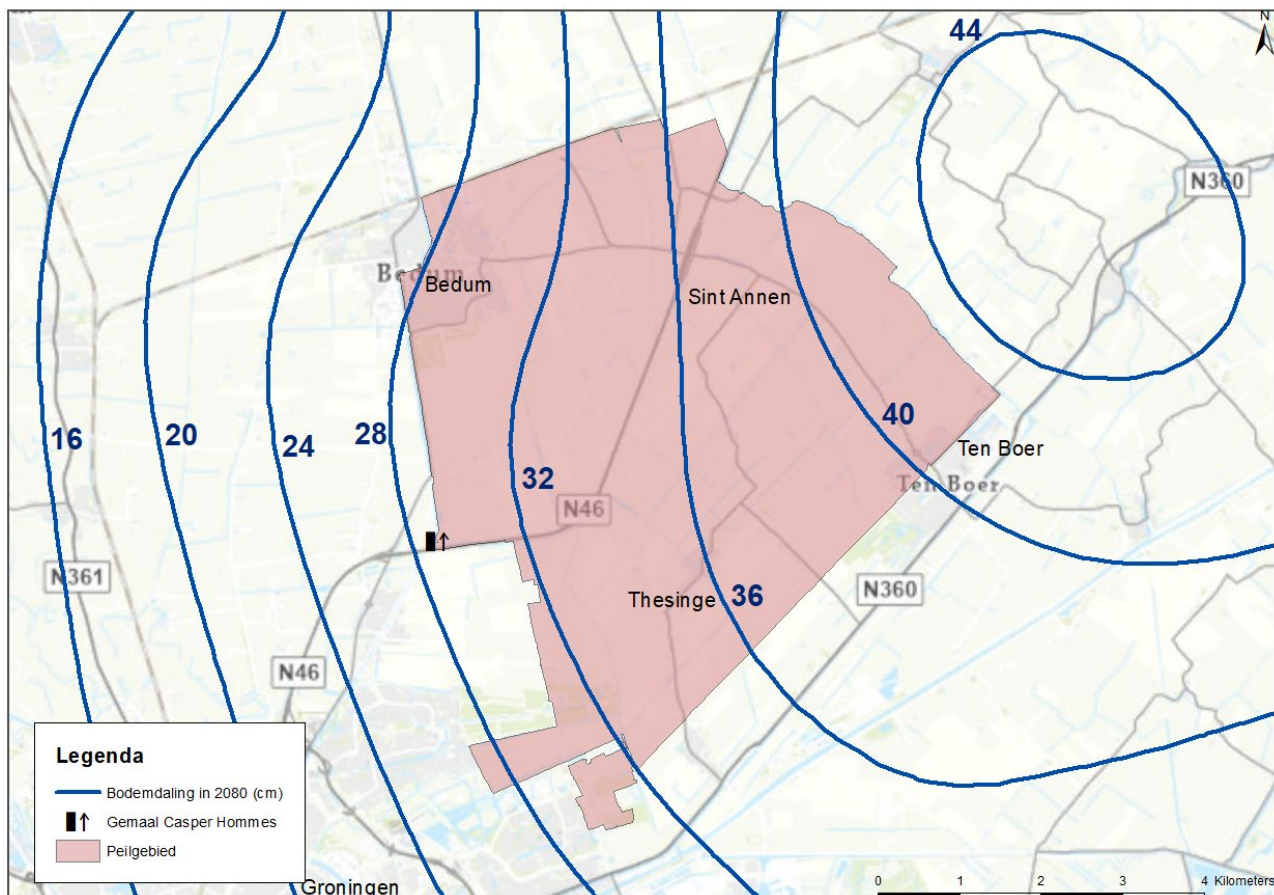 44
N
N360
Bedum
Bedum
Sint Annen
16
20
24
28
40
32
Ten Boer
Ten Boer
N46
N361
Thesinge
36
N360
N46
Legenda
Bodemdaling in 2080 (cm)
Gemaal Casper Hommes
Peilgebied
Groningen
0 1 2 3 4 Kilometers